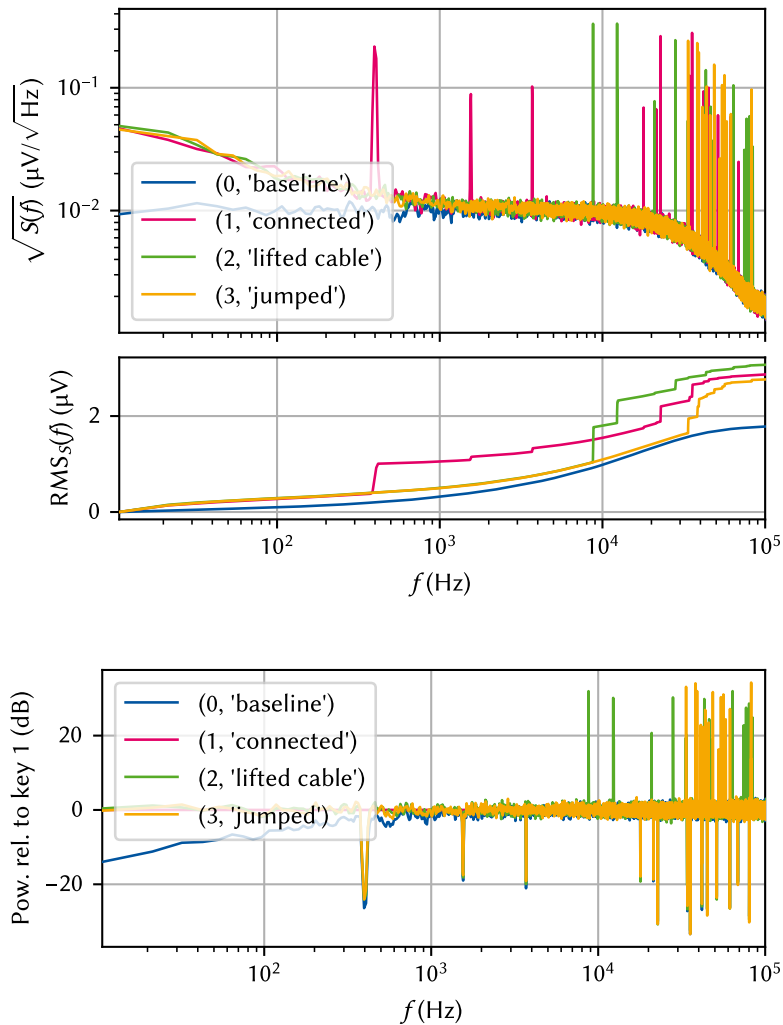 √S(f) (μV/√Hz)
10⁻¹
10⁻²
(0, 'baseline')
(1, 'connected')
(2, 'lifted cable')
(3, 'jumped')
RMS_S(f) (μV)
2
0
10² 10³ 10⁴ 10⁵
f (Hz)
Pow. rel. to key 1 (dB)
20
0
−20
(0, 'baseline')
(1, 'connected')
(2, 'lifted cable')
(3, 'jumped')
10² 10³ 10⁴ 10⁵
f (Hz)